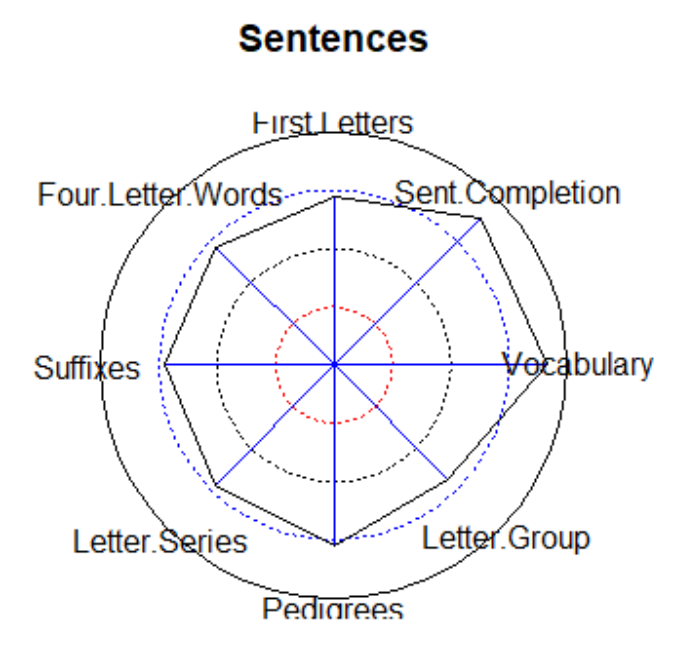 Sentences
First.Letters
Four.Letter.Words
Sent.Completion
Suffixes
Vocabulary
Letter.Series
Letter.Group
Pedigrees